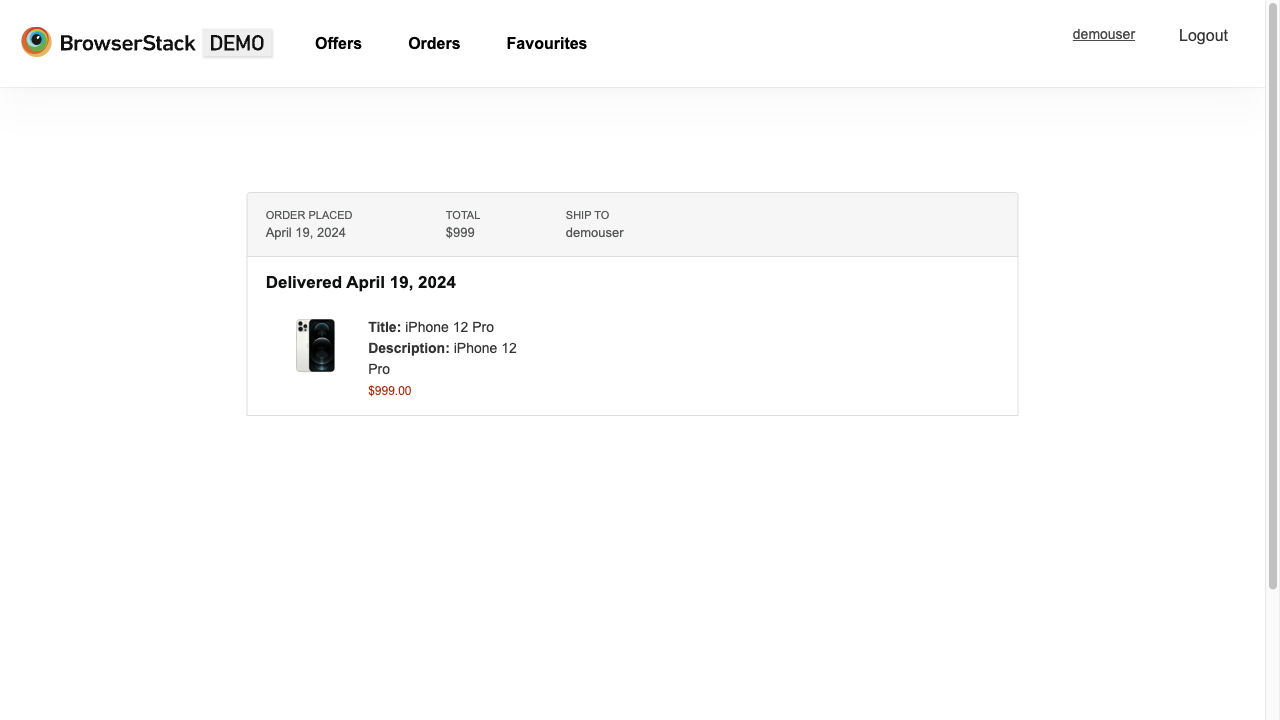 BrowserStack DEMO
Offers
Orders
Favourites
demouser
Logout
ORDER PLACED
April 19, 2024
TOTAL
$999
SHIP TO
demouser
Delivered April 19, 2024
Title: iPhone 12 Pro
Description: iPhone 12
Pro
$999.00